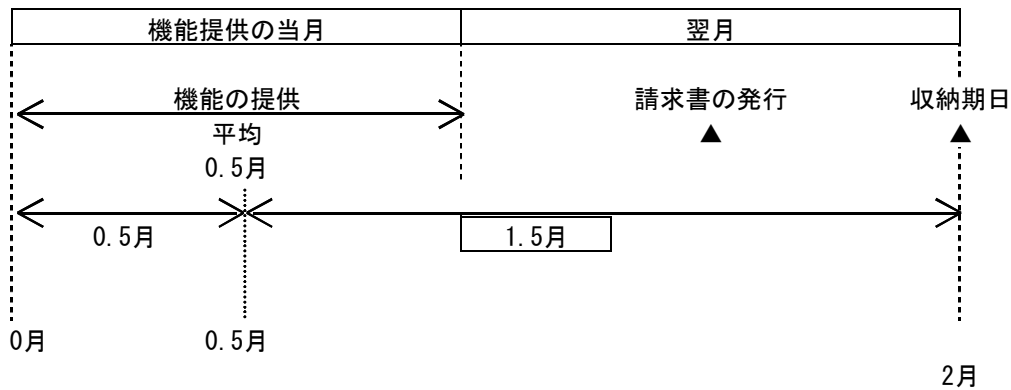 機能提供の当月 翌月
機能の提供 請求書の発行 収納期日
平均 ▲ ▲
0.5月
0.5月 1.5月
0月 0.5月
2月